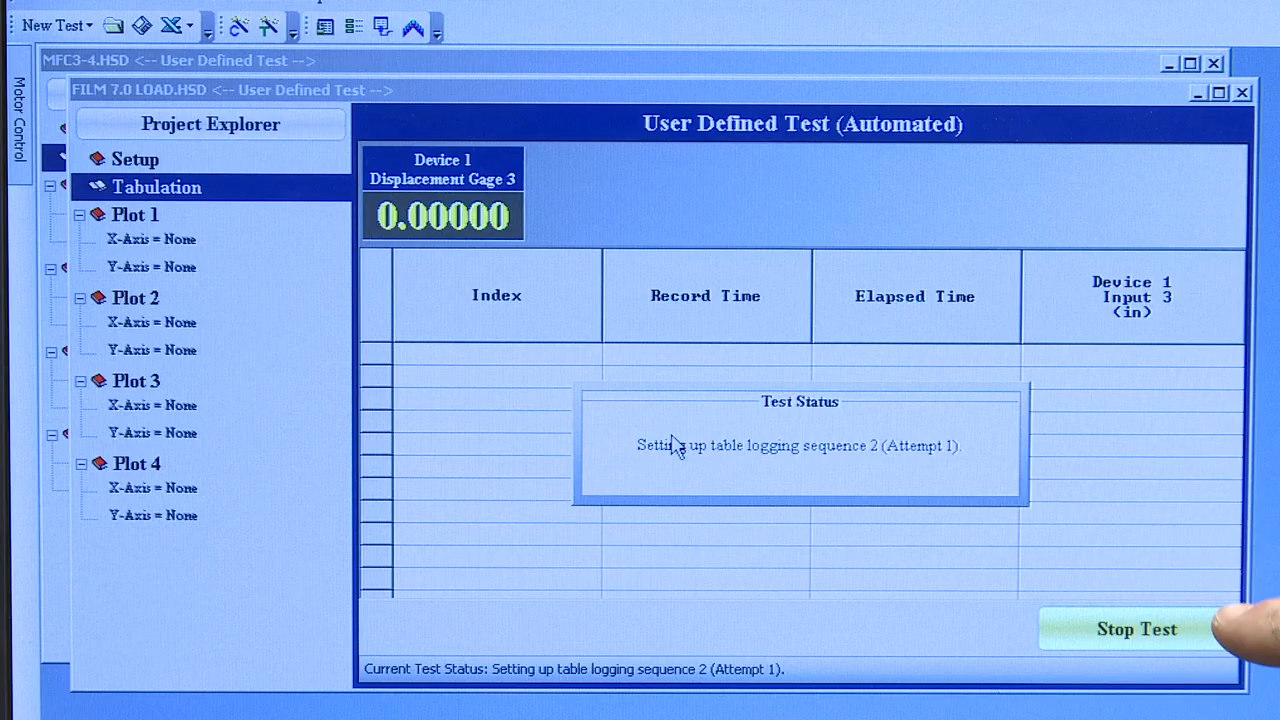 New Test
Motor Control
MFC3-4.HSD <-- User Defined Test -->
FILM 7.0 LOAD.HSD <-- User Defined Test -->
Project Explorer
Setup
Tabulation
Plot 1
X-Axis = None
Y-Axis = None
Plot 2
X-Axis = None
Y-Axis = None
Plot 3
X-Axis = None
Y-Axis = None
Plot 4
X-Axis = None
Y-Axis = None
User Defined Test (Automated)
Device 1
Displacement Gage 3
0.00000
Index
Record Time
Elapsed Time
Device 1
Input 3
(in)
Test Status
Setting up table logging sequence 2 (Attempt 1).
Stop Test
Current Test Status: Setting up table logging sequence 2 (Attempt 1).